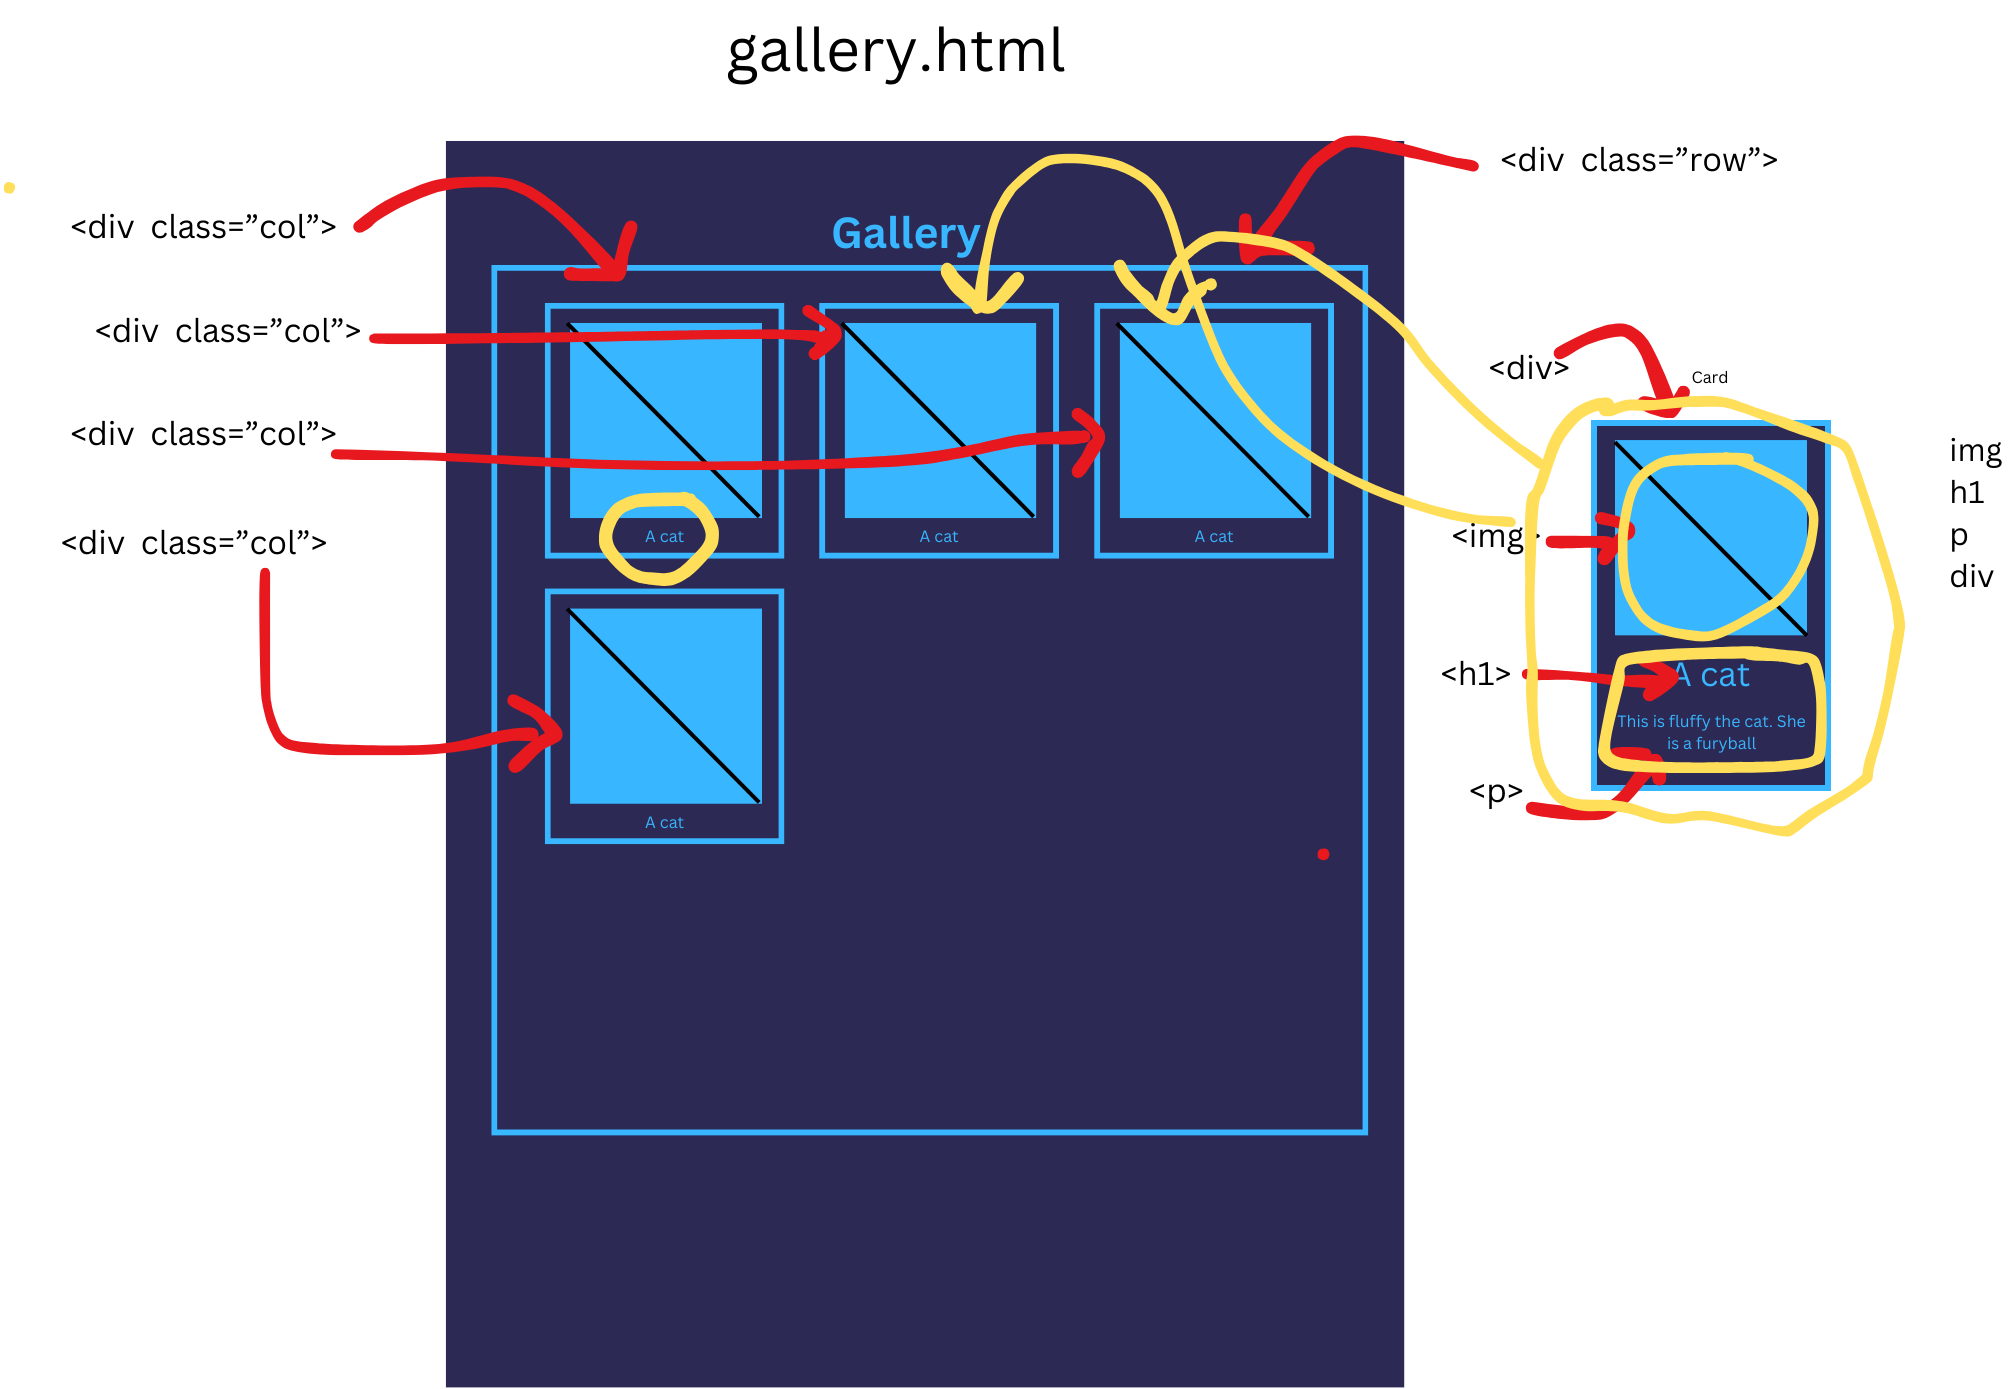 gallery.html
<div class=”row”>
<div class=”col”>
Gallery
<div class=”col”>
<div>
Card
<div class=”col”>
img
h1
p
div
<img>
A cat
A cat
A cat
<div class=”col”>
<h1>
A cat
This is fluffy the cat. She
is a furyball
<p>
A cat